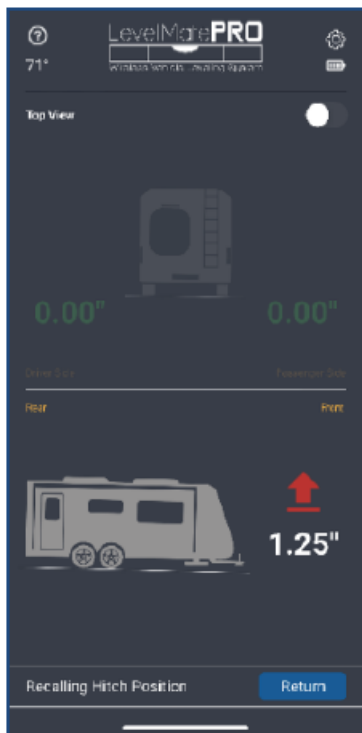 LevelMatePRO
71°
Wireless Vehicle Leveling System
Top View
0.00" 0.00"
Driver Side Passenger Side
Rear Front
1.25"
Recalling Hitch Position Return